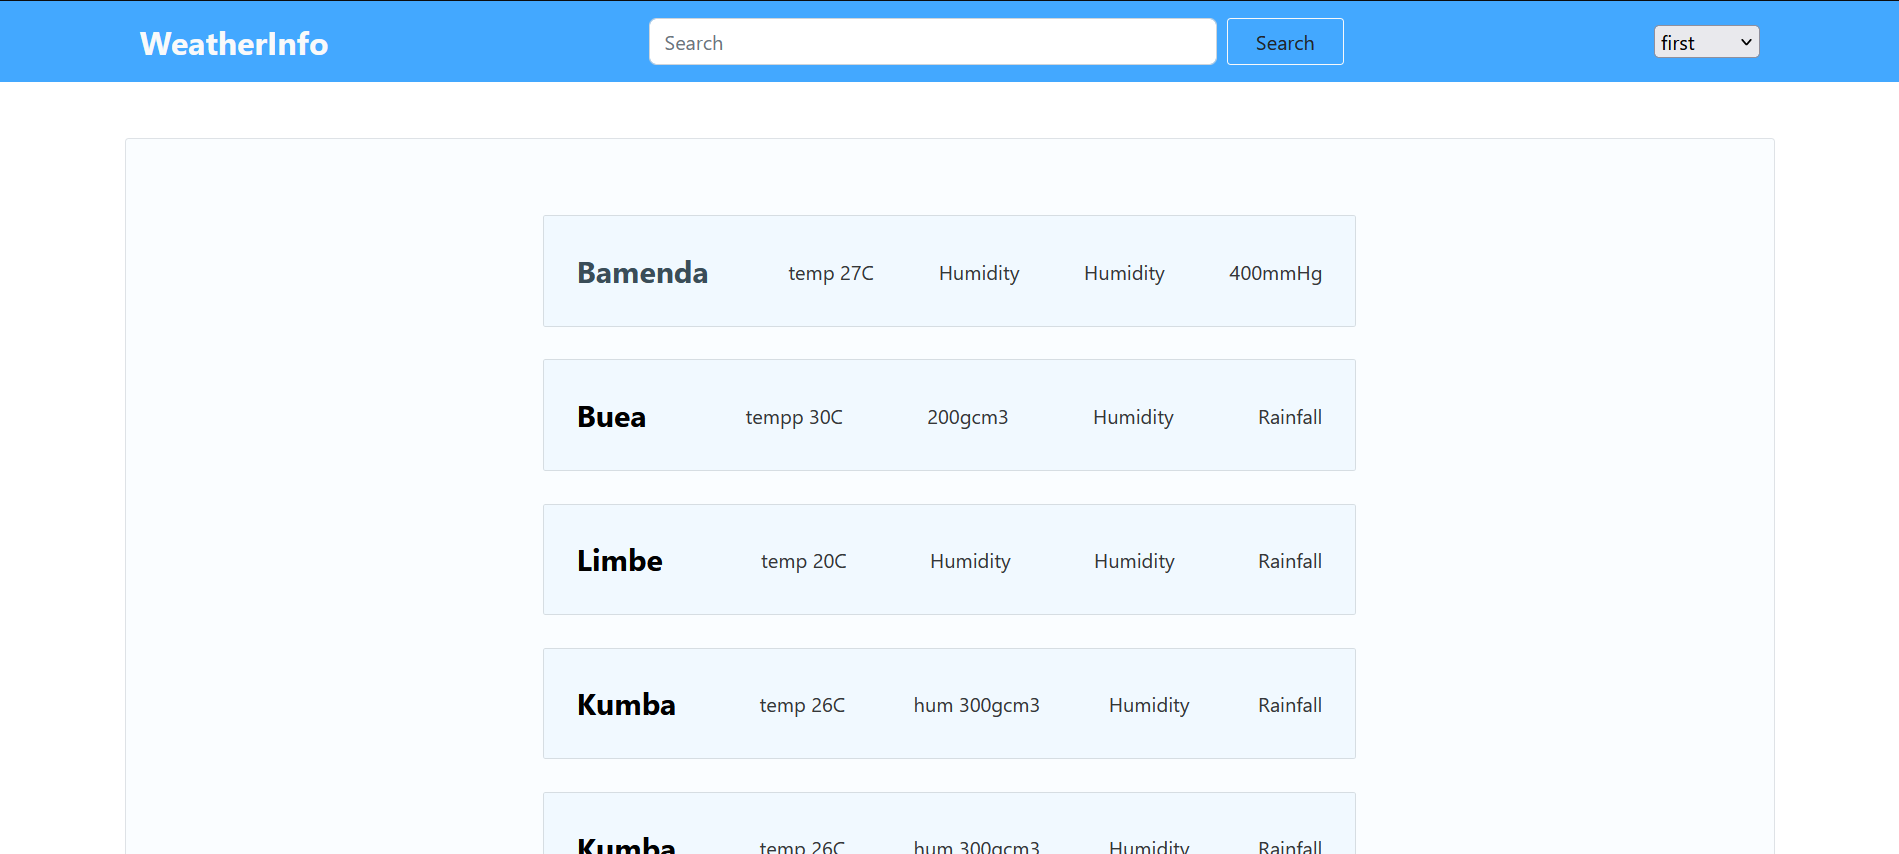 WeatherInfo Search Search first
Bamenda temp 27C Humidity Humidity 400mmHg
Buea tempp 30C 200gcm3 Humidity Rainfall
Limbe temp 20C Humidity Humidity Rainfall
Kumba temp 26C hum 300gcm3 Humidity Rainfall
Kumba temp 26C hum 300gcm3 Humidity Rainfall